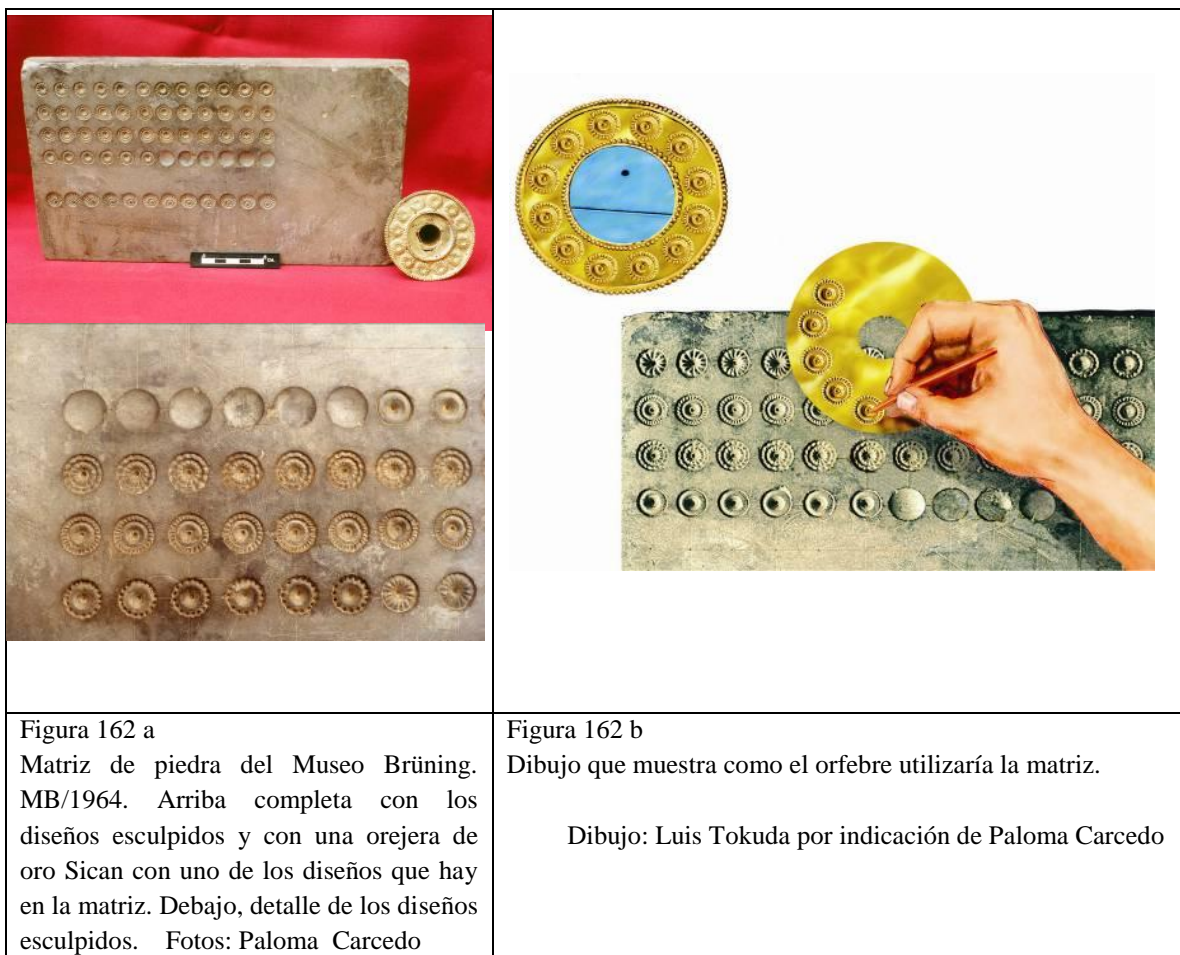 Figura 162 a
Matriz de piedra del Museo Brüning.
MB/1964. Arriba completa con los
diseños esculpidos y con una orejera de
oro Sican con uno de los diseños que hay
en la matriz. Debajo, detalle de los diseños
esculpidos. Fotos: Paloma Carcedo
Figura 162 b
Dibujo que muestra como el orfebre utilizaría la matriz.
Dibujo: Luis Tokuda por indicación de Paloma Carcedo